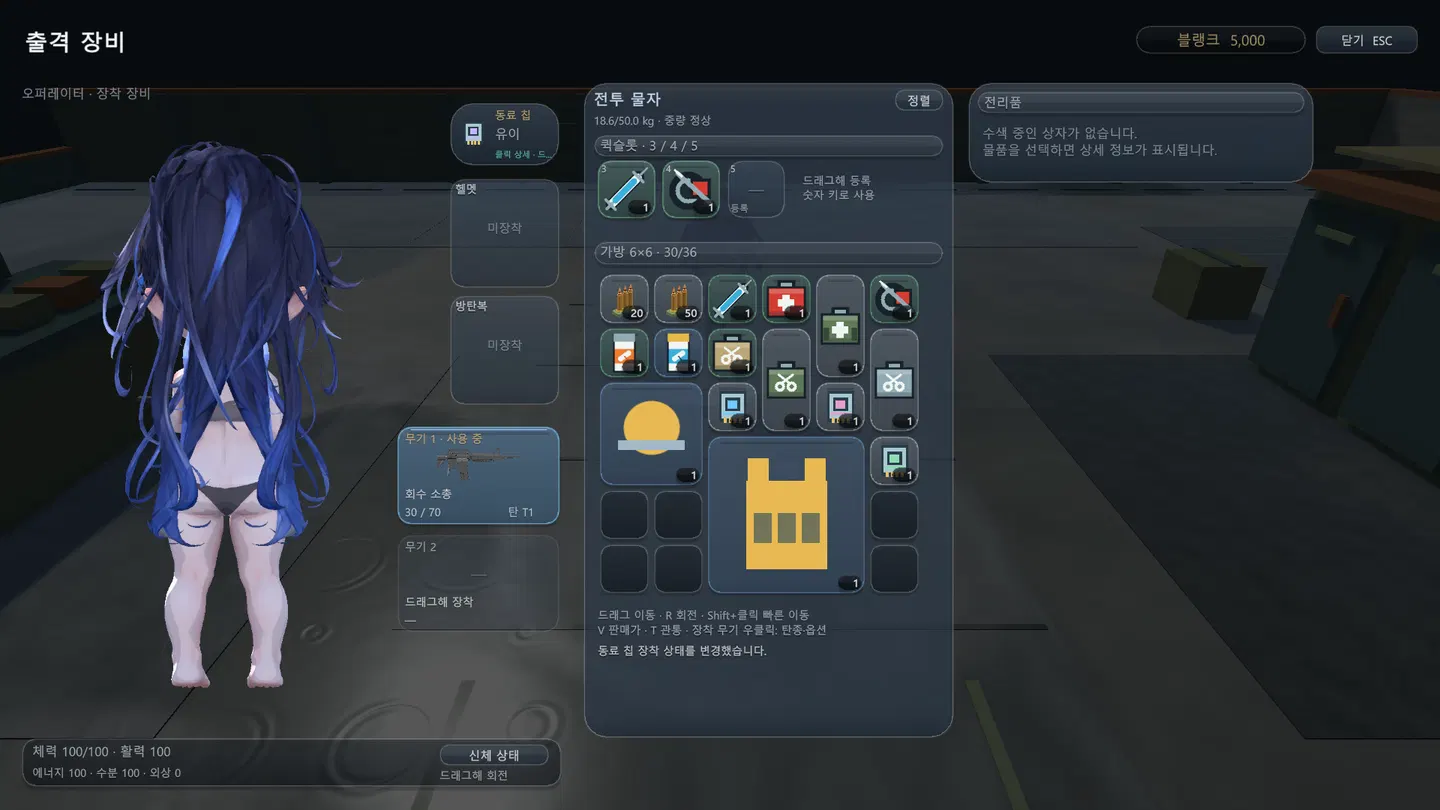 출격 장비
블랭크 5,000
닫기 ESC
오퍼레이터 · 장착 장비
동료 칩
유이
클릭 상세 · 드...
헬멧
미장착
방탄복
미장착
무기 1 · 사용 중
회수 소총
30 / 70 탄 T1
무기 2
—
드래그해 장착
—
전투 물자
정렬
18.6/50.0 kg · 중량 정상
퀵슬롯 · 3 / 4 / 5
3
1
4
1
5
—
등록
드래그해 등록
숫자 키로 사용
가방 6×6 · 30/36
20
50
1
1
1
1
1
1
1
1
1
1
1
1
1
1
드래그 이동 · R 회전 · Shift+클릭 빠른 이동
V 판매가 · T 관통 · 장착 무기 우클릭: 탄종·옵션
동료 칩 장착 상태를 변경했습니다.
전리품
수색 중인 상자가 없습니다.
물품을 선택하면 상세 정보가 표시됩니다.
체력 100/100 · 활력 100
에너지 100 · 수분 100 · 외상 0
신체 상태
드래그해 회전